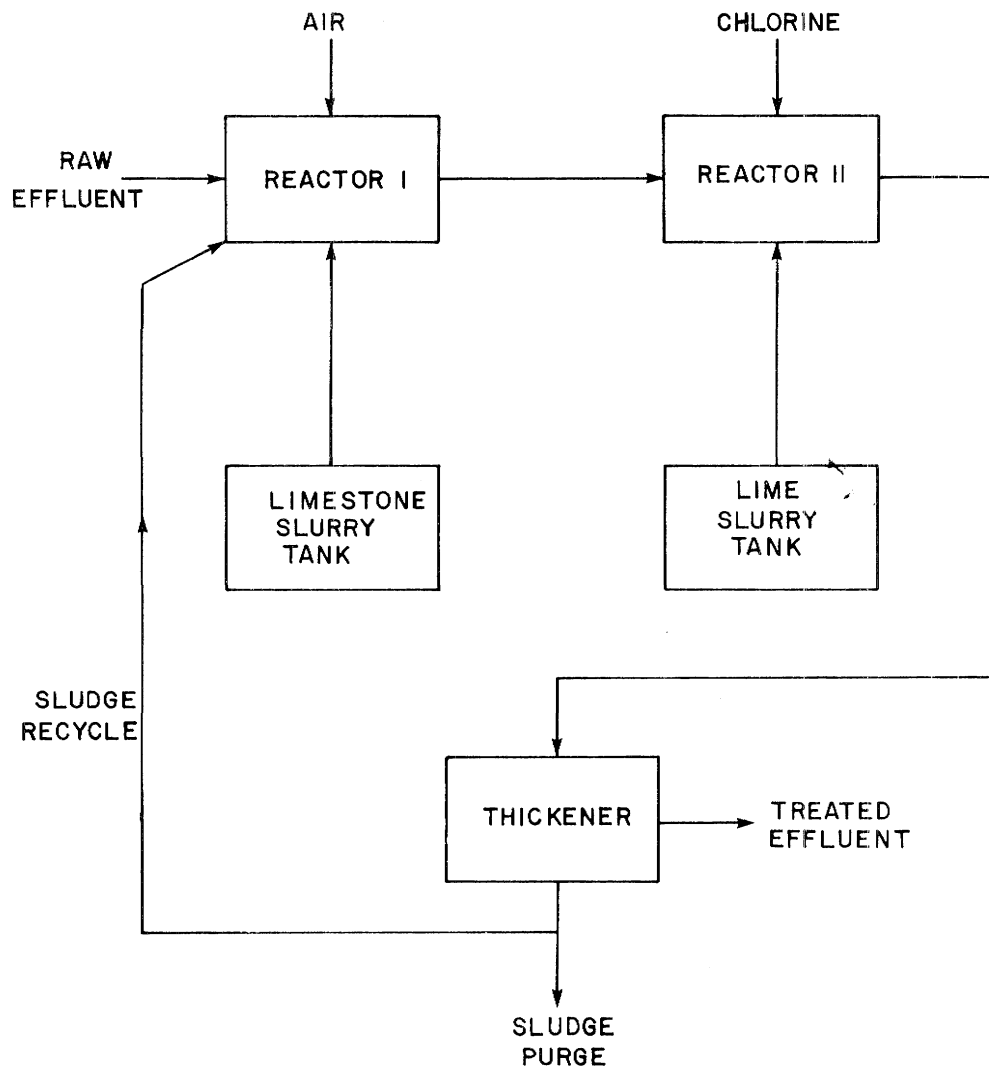 AIR
CHLORINE
RAW
EFFLUENT
REACTOR I
REACTOR II
LIMESTONE
SLURRY
TANK
LIME
SLURRY
TANK
SLUDGE
RECYCLE
THICKENER
TREATED
EFFLUENT
SLUDGE
PURGE